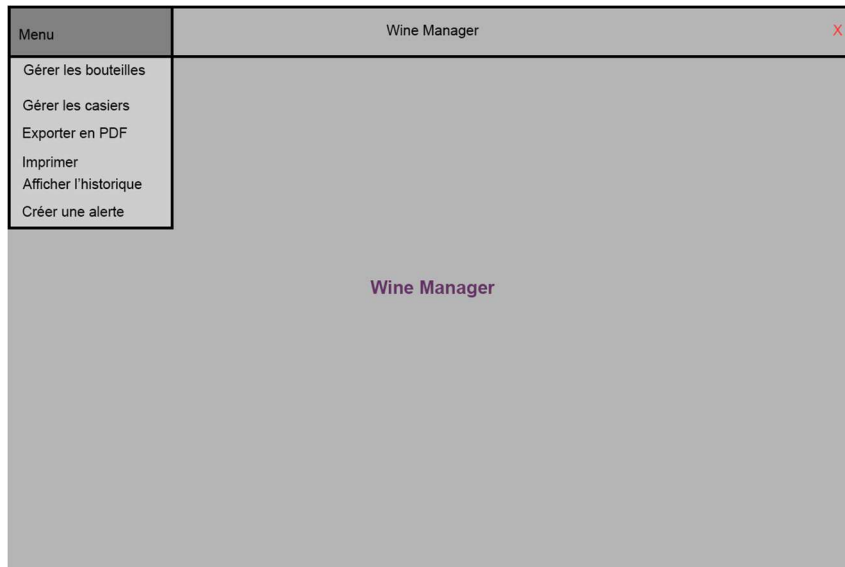 Menu
Wine Manager
X
Gérer les bouteilles
Gérer les casiers
Exporter en PDF
Imprimer
Afficher l'historique
Créer une alerte
Wine Manager